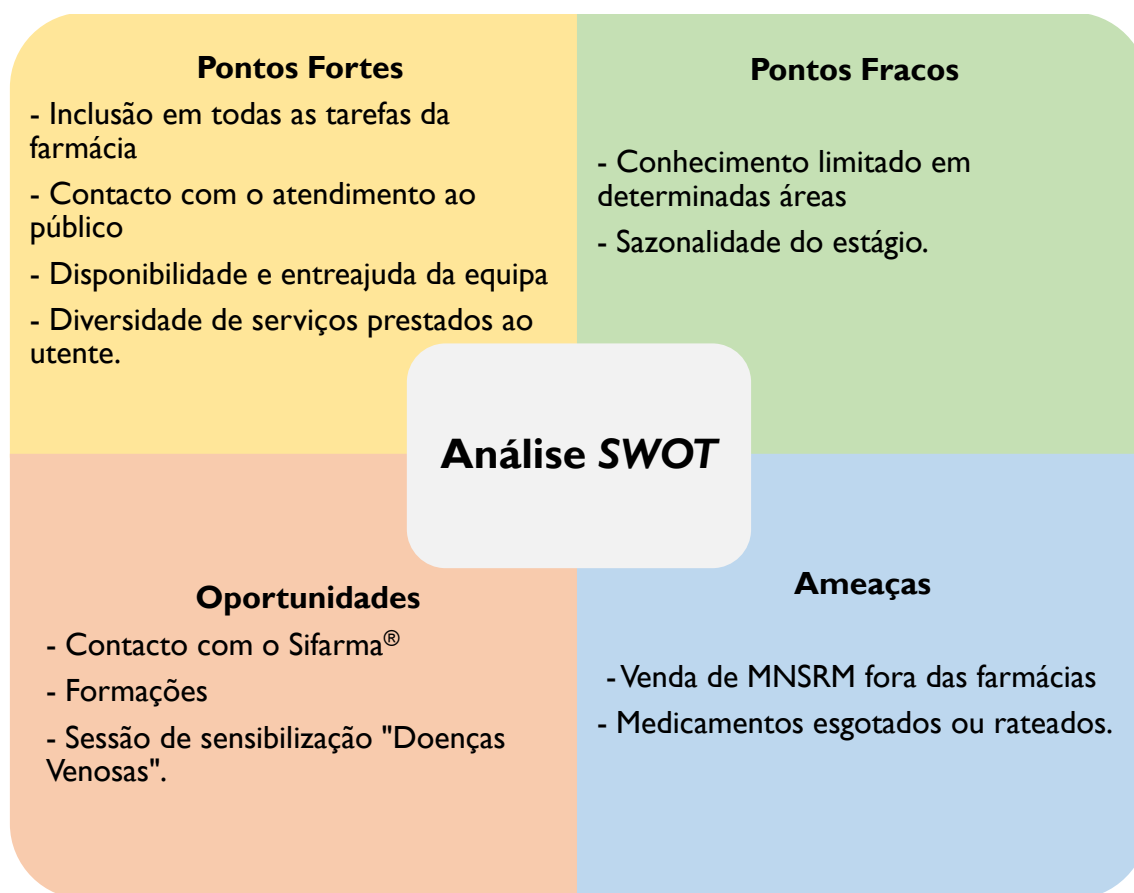 Pontos Fortes
- Inclusão em todas as tarefas da
farmácia
- Contacto com o atendimento ao
público
- Disponibilidade e entreajuda da equipa
- Diversidade de serviços prestados ao
utente.
Pontos Fracos
- Conhecimento limitado em
determinadas áreas
- Sazonalidade do estágio.
Análise SWOT
Oportunidades
- Contacto com o Sifarma®
- Formações
- Sessão de sensibilização "Doenças
Venosas".
Ameaças
- Venda de MNSRM fora das farmácias
- Medicamentos esgotados ou rateados.